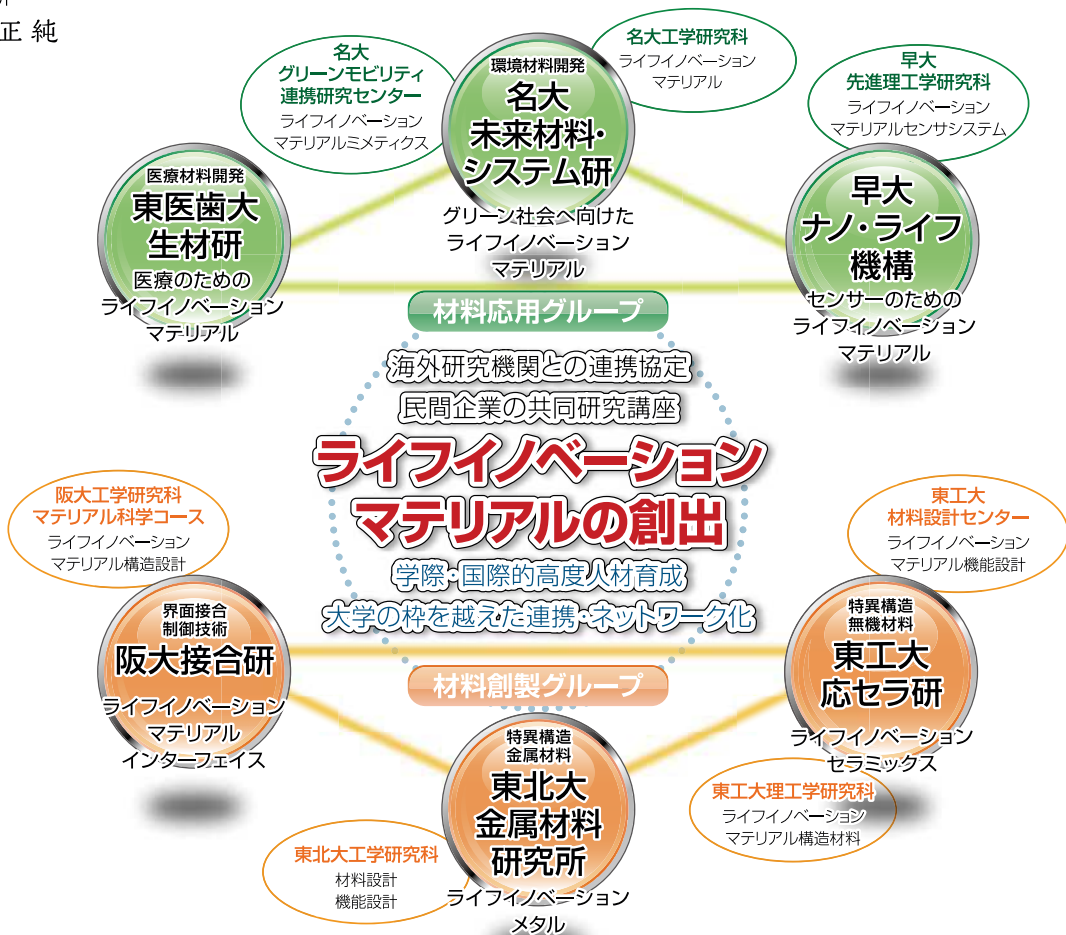 正 純
名大
グリーンモビリティ
連携研究センター
ライフイノベーション
マテリアルミメティクス
環境材料開発
名大
未来材料・
システム研
グリーン社会へ向けた
ライフイノベーション
マテリアル
名大工学研究科
ライフイノベーション
マテリアル
早大
先進理工学研究科
ライフイノベーション
マテリアルセンサシステム
医療材料開発
東医歯大
生材研
医療のための
ライフイノベーション
マテリアル
早大
ナノ・ライフ
機構
センサーのための
ライフイノベーション
マテリアル
材料応用グループ
海外研究機関との連携協定
民間企業の共同研究講座
ライフイノベーション
マテリアルの創出
学際・国際的高度人材育成
大学の枠を越えた連携・ネットワーク化
材料創製グループ
阪大工学研究科
マテリアル科学コース
ライフイノベーション
マテリアル構造設計
界面接合
制御技術
阪大接合研
ライフイノベーション
マテリアル
インターフェイス
東工大
材料設計センター
ライフイノベーション
マテリアル機能設計
特異構造
無機材料
東工大
応セラ研
ライフイノベーション
セラミックス
特異構造
金属材料
東北大
金属材料
研究所
ライフイノベーション
メタル
東北大工学研究科
材料設計
機能設計
東工大理工学研究科
ライフイノベーション
マテリアル構造材料